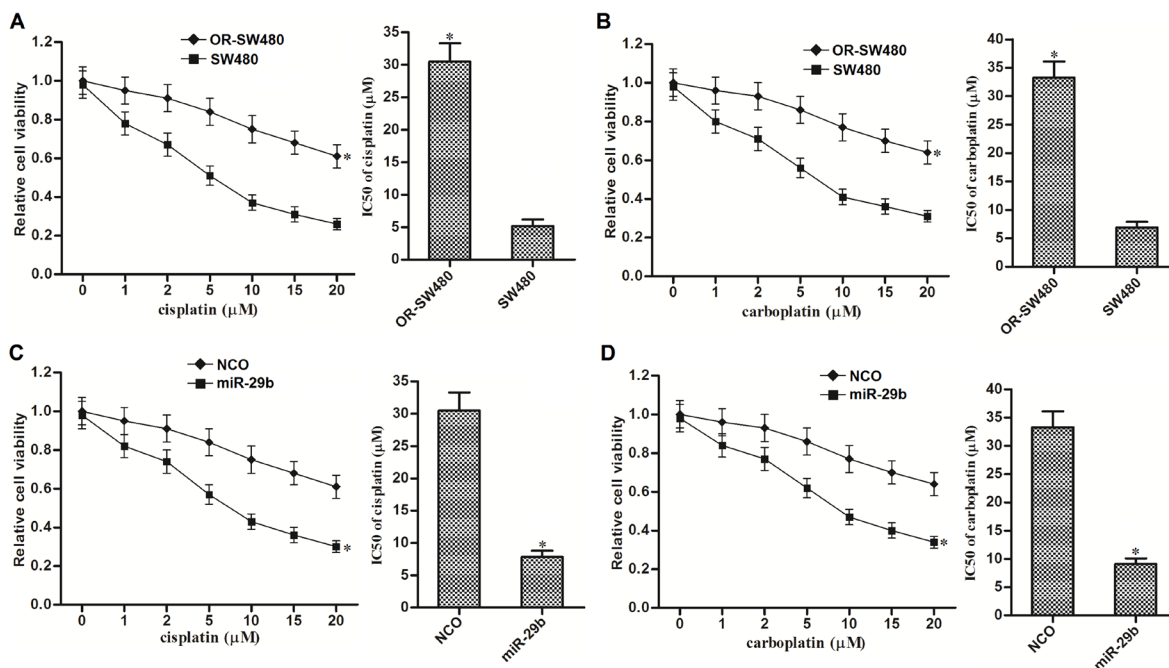 A
OR-SW480
SW480
Relative cell viability
1.2
1.0
0.8
0.6
0.4
0.2
0.0
*
0 1 2 5 10 15 20
cisplatin (μM)
IC50 of cisplatin (μM)
35
30
25
20
15
10
5
0
*
OR-SW480 SW480
B
OR-SW480
SW480
Relative cell viability
1.2
1.0
0.8
0.6
0.4
0.2
0.0
*
0 1 2 5 10 15 20
carboplatin (μM)
IC50 of carboplatin (μM)
40
35
30
25
20
15
10
5
0
*
OR-SW480 SW480
C
NCO
miR-29b
Relative cell viability
1.2
1.0
0.8
0.6
0.4
0.2
0.0
*
0 1 2 5 10 15 20
cisplatin (μM)
IC50 of cisplatin (μM)
35
30
25
20
15
10
5
0
*
NCO miR-29b
D
NCO
miR-29b
Relative cell viability
1.2
1.0
0.8
0.6
0.4
0.2
0.0
*
0 1 2 5 10 15 20
carboplatin (μM)
IC50 of carboplatin (μM)
40
35
30
25
20
15
10
5
0
*
NCO miR-29b